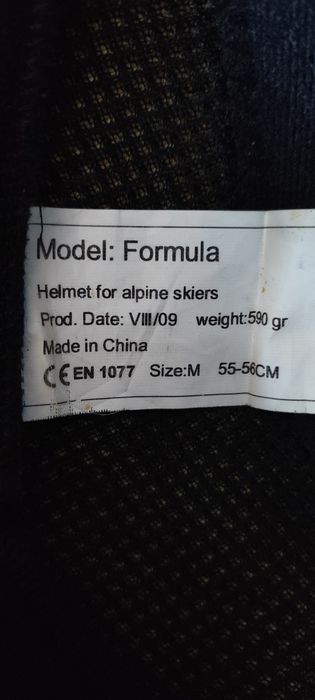 Model: Formula
Helmet for alpine skiers
Prod. Date: VIII/09 weight:590 gr
Made in China
CE EN 1077 Size:M 55-56CM